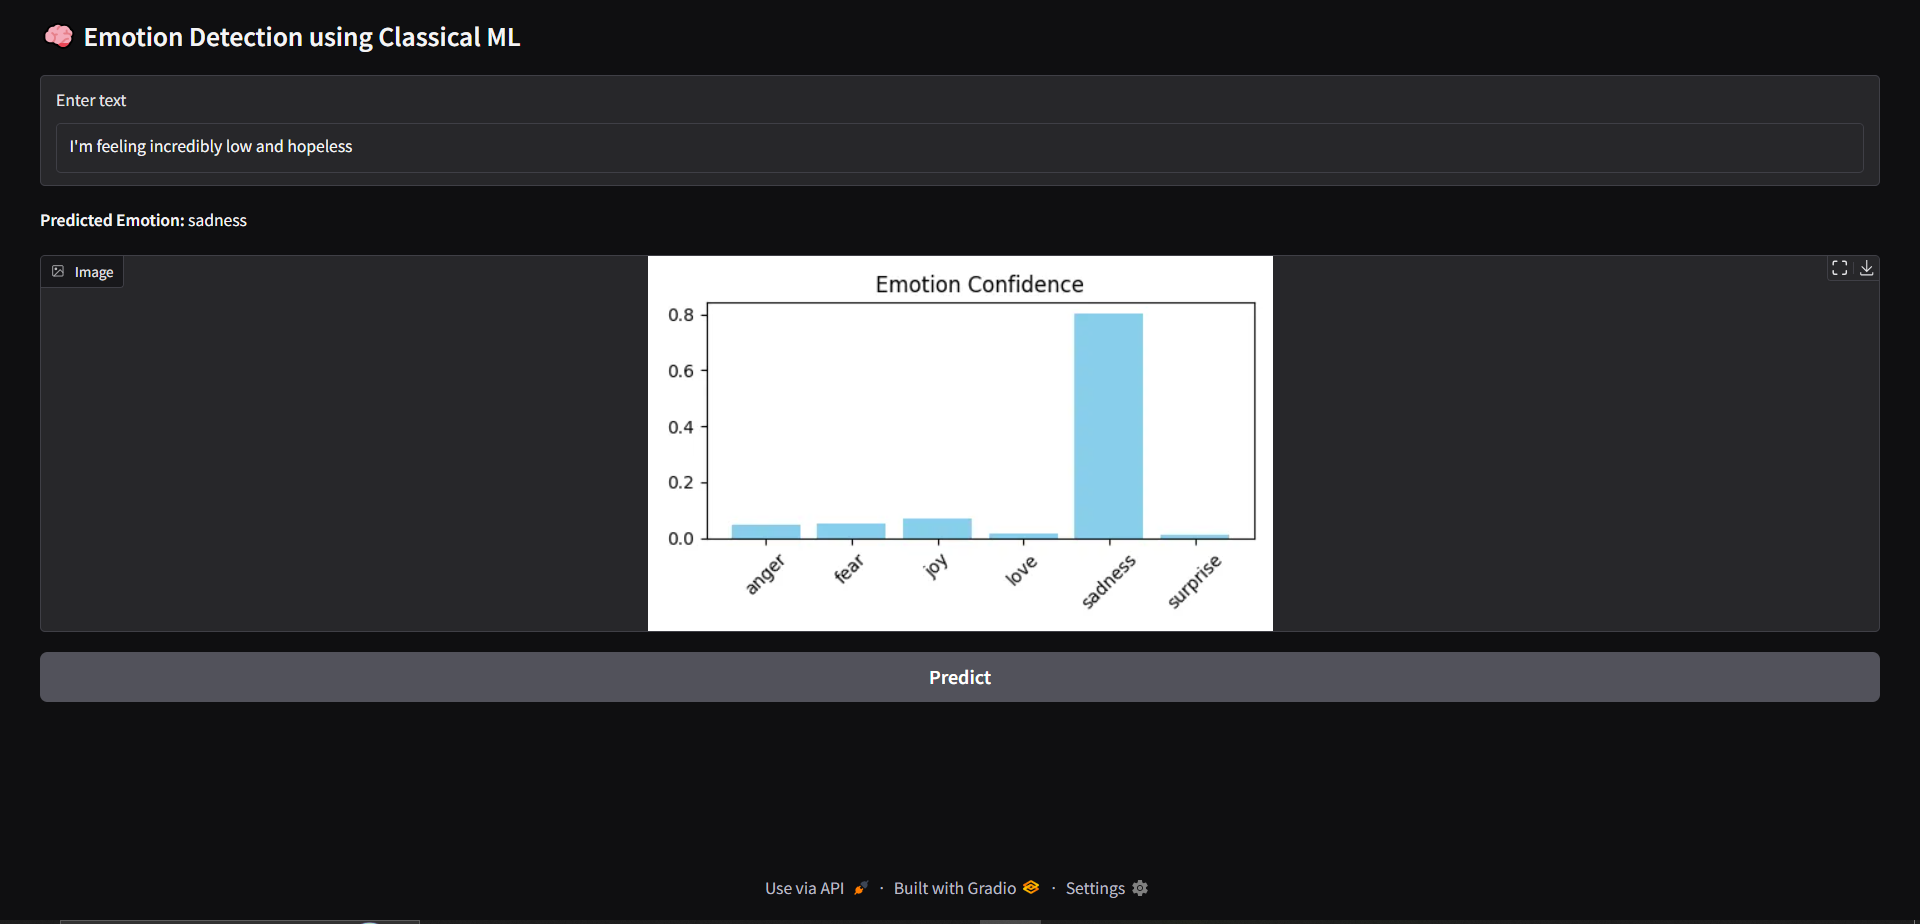 🧠 Emotion Detection using Classical ML
Enter text
I'm feeling incredibly low and hopeless
Predicted Emotion: sadness
Image
Emotion Confidence
0.8
0.6
0.4
0.2
0.0
anger fear joy love sadness surprise
Predict
Use via API 🚀 · Built with Gradio · Settings ⚙️